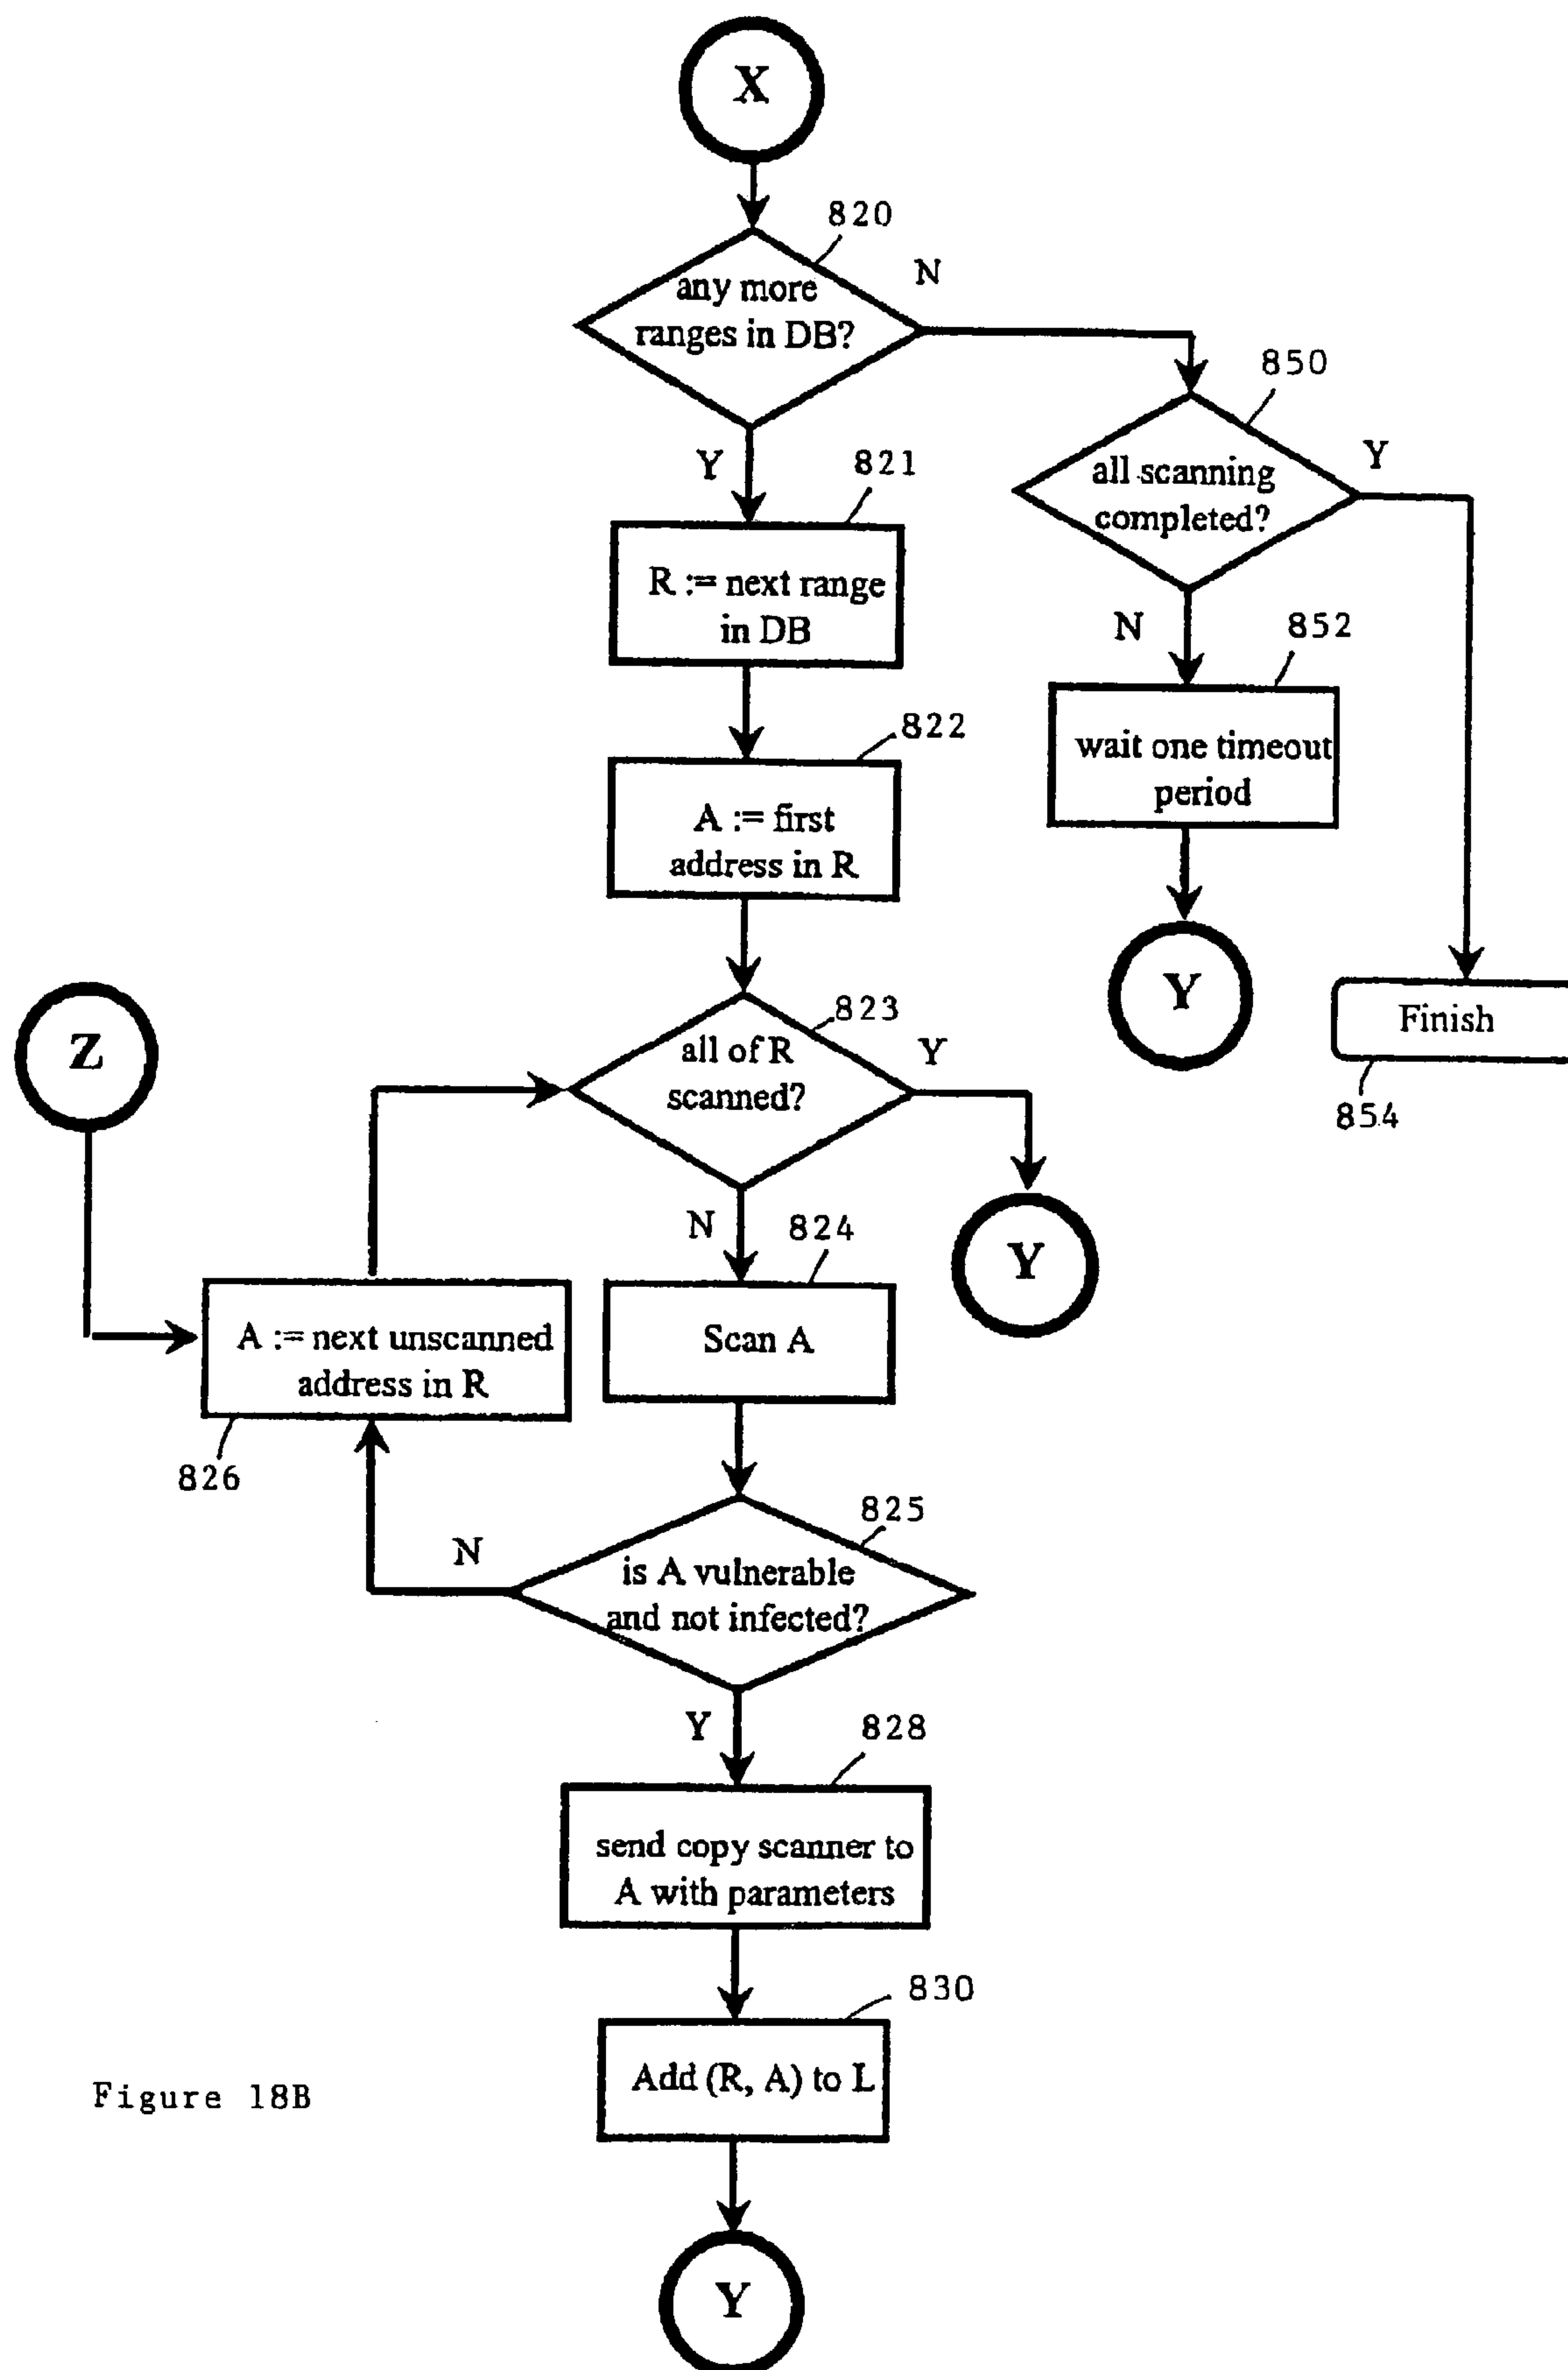 X
820
any more
ranges in DB?
N
Y
850
all scanning
completed?
Y
N
821
R := next range
in DB
852
wait one timeout
period
Y
Finish
854
822
A := first
address in R
Z
823
all of R
scanned?
Y
Y
N
824
Scan A
A := next unscanned
address in R
826
825
is A vulnerable
and not infected?
N
Y
828
send copy scanner to
A with parameters
830
Add (R, A) to L
Y
Figure 18B